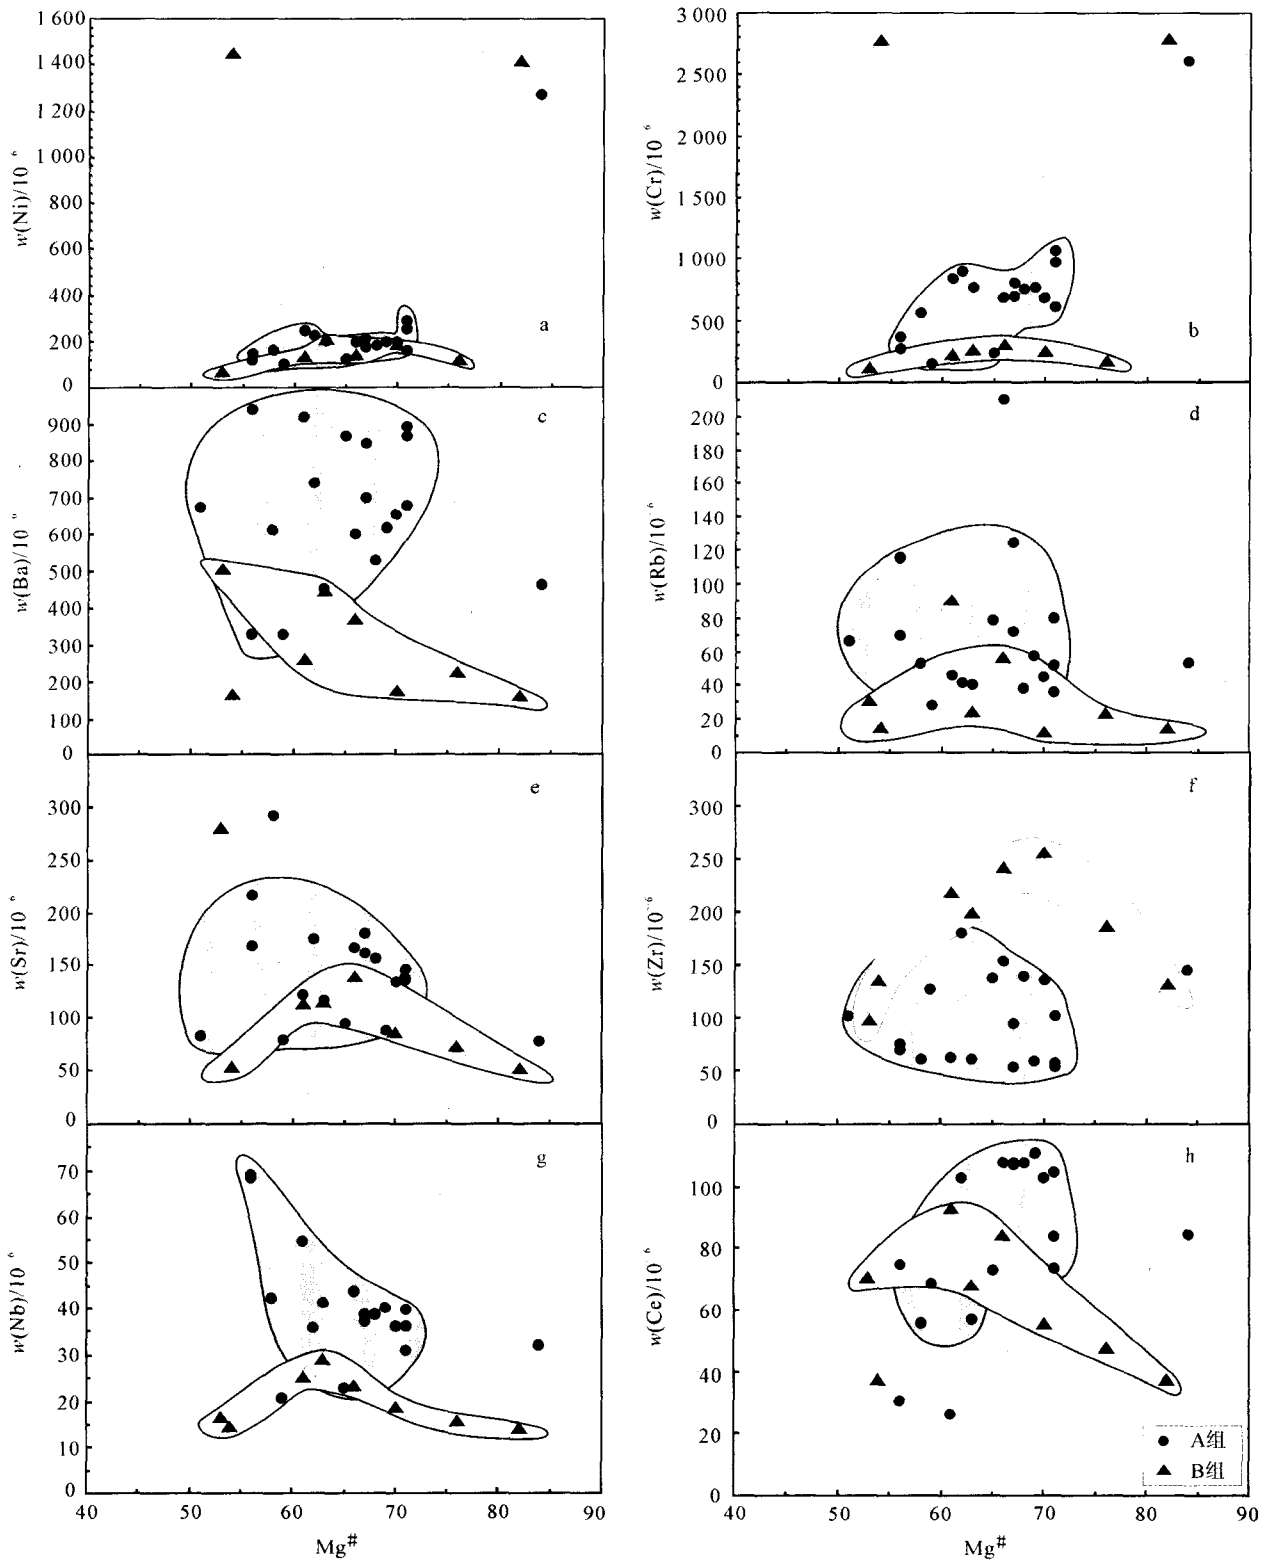 1 600
1 400
1 200
1 000
800
600
400
200
0
w(Ni)/10⁻⁶
a
3 000
2 500
2 000
1 500
1 000
500
0
w(Cr)/10⁻⁶
b
900
800
700
600
500
400
300
200
100
0
w(Ba)/10⁻⁶
c
200
180
160
140
120
100
80
60
40
20
0
w(Rb)/10⁻⁶
d
300
250
200
150
100
50
0
w(Sr)/10⁻⁶
e
300
250
200
150
100
50
0
w(Zr)/10⁻⁶
f
70
60
50
40
30
20
10
0
w(Nb)/10⁻⁶
g
40 50 60 70 80 90
Mg#
100
80
60
40
20
0
w(Ce)/10⁻⁶
h
A组
B组
40 50 60 70 80 90
Mg#